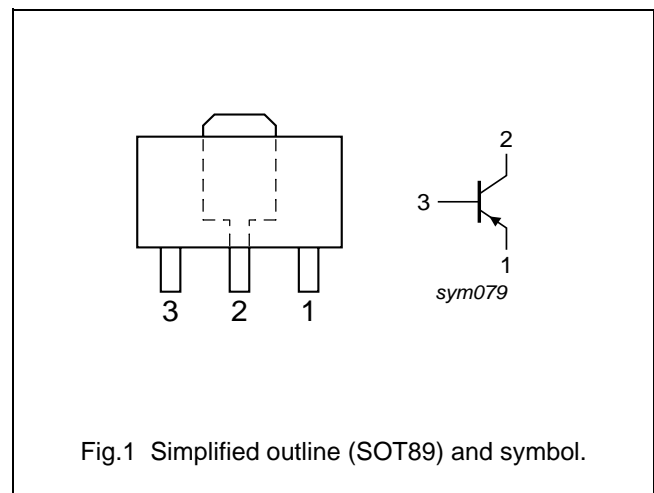 2
3
1
sym079
3 2 1
Fig.1 Simplified outline (SOT89) and symbol.